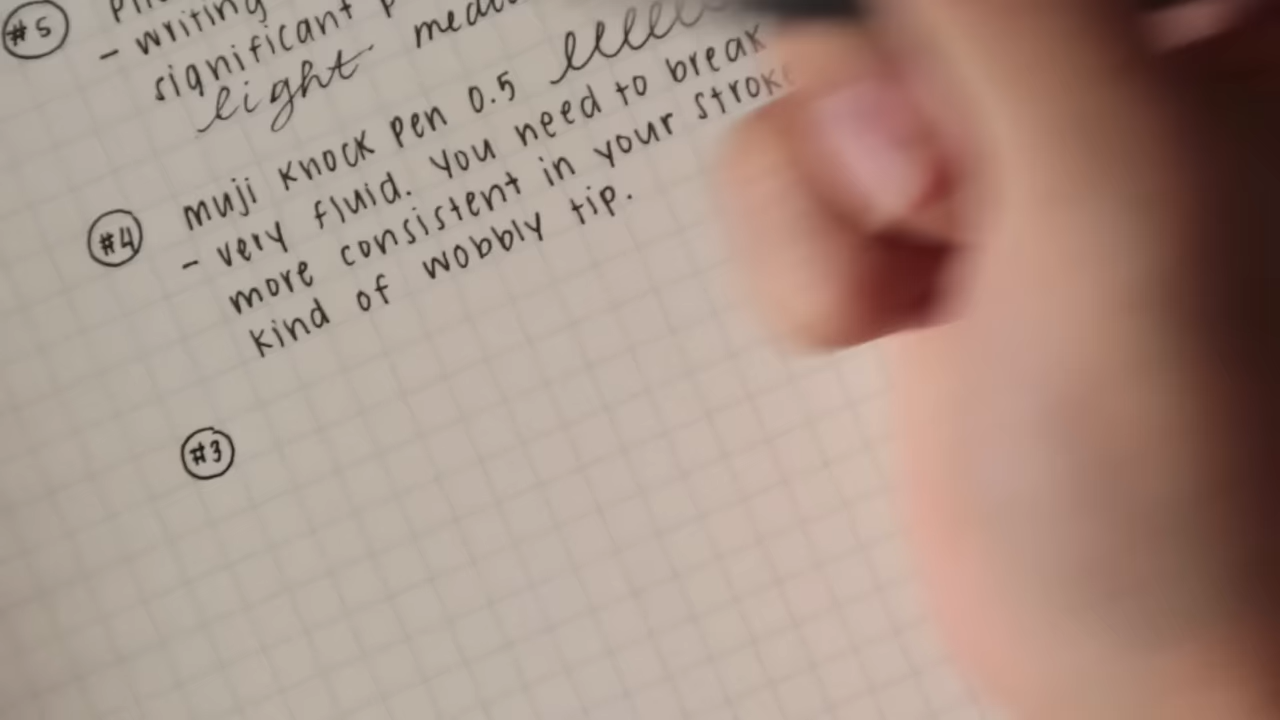 #5
- writing
significant
light
#4 muji knock pen 0.5
- very fluid. You need to break
more consistent in your
kind of wobbly tip.
#3